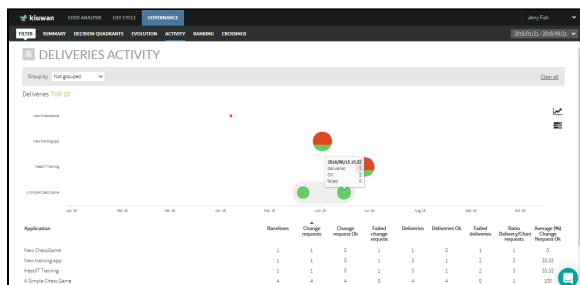 kiuwan CODE ANALYSIS LIFE CYCLE GOVERNANCE Jerry Fish
FILTER SUMMARY DECISION QUADRANTS EVOLUTION ACTIVITY RANKING CROSSINGS 2016/01/21 - 2016/09/21
DELIVERIES ACTIVITY
Group by Not grouped Clear all
Deliveries TOP 10
New ChessGame
New training app
HeadIT Training
A Simple Chess Game
2016/06/15 15:33
deliveries 2
OK 2
failed 0
Jan 16 Feb 16 Mar 16 Apr 16 May 16 Jun 16 Jul 16 Aug 16 Sep 16 Oct 16
Application Baselines Change requests Change request Ok Failed change request Deliveries Deliveries Ok Failed deliveries Ratio Delivery/Chan requests Average (%) Change Request Ok
New ChessGame 1 1 0 1 1 0 1 1 0
New training app 1 1 0 1 3 1 2 3 33.33
HeadIT Training 1 1 0 1 3 1 2 3 33.33
A Simple Chess Game 4 4 4 0 4 4 0 1 100